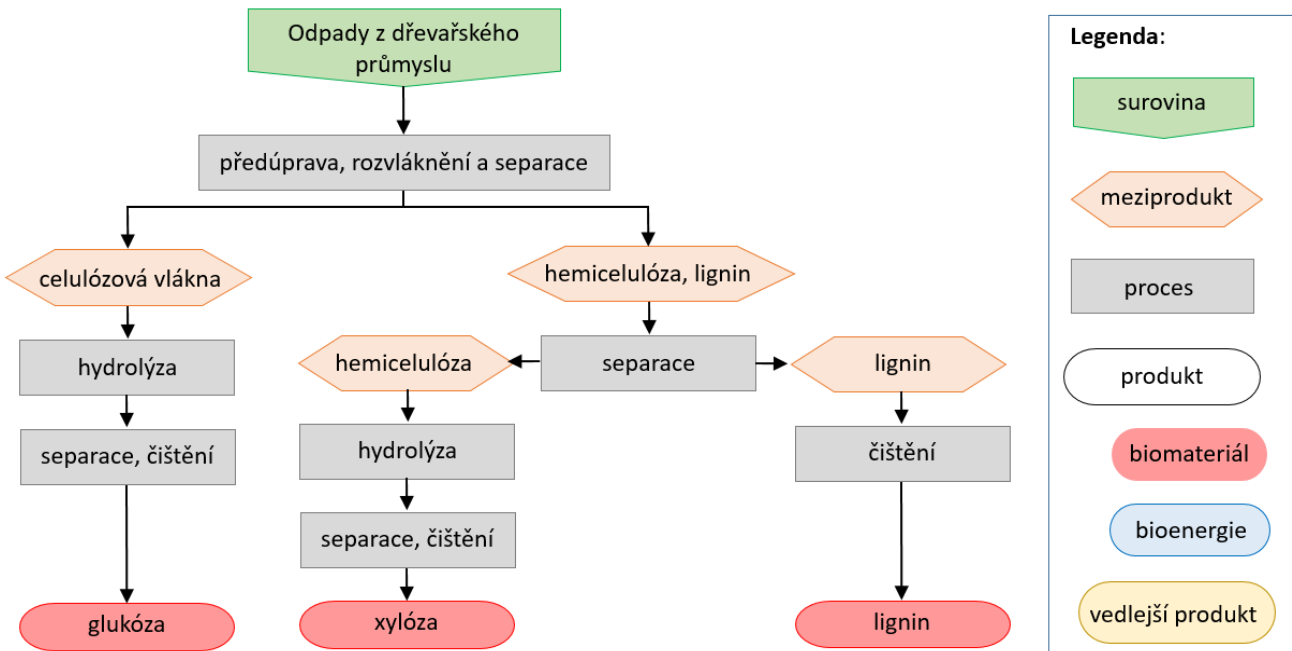 Odpady z dřevařského
průmyslu
předúprava, rozvláknění a separace
celulózová vlákna
hemicelulóza, lignin
hydrolýza
hemicelulóza
separace
lignin
separace, čištění
hydrolýza
čištění
separace, čištění
glukóza
xylóza
lignin
Legenda:
surovina
meziprodukt
proces
produkt
biomateriál
bioenergie
vedlejší produkt